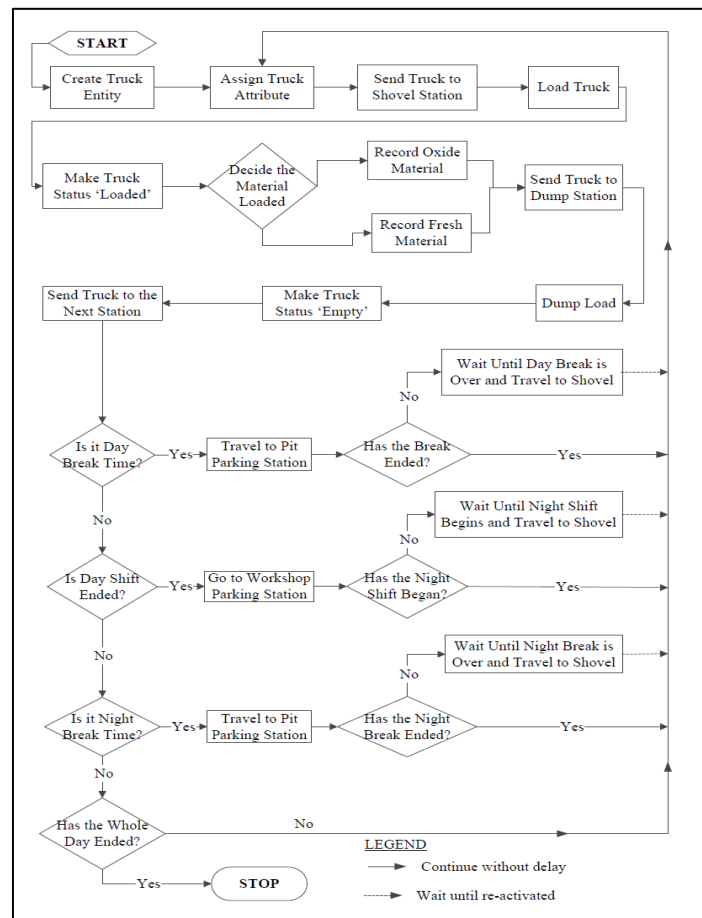 START
Create Truck
Entity
Assign Truck
Attribute
Send Truck to
Shovel Station
Load Truck
Make Truck
Status ‘Loaded’
Decide the
Material
Loaded
Record Oxide
Material
Record Fresh
Material
Send Truck to
Dump Station
Send Truck to the
Next Station
Make Truck
Status ‘Empty’
Dump Load
Wait Until Day Break is
Over and Travel to Shovel
No
Is it Day
Break Time?
Yes
Travel to Pit
Parking Station
Has the Break
Ended?
Yes
No
Wait Until Night Shift
Begins and Travel to Shovel
No
Is Day Shift
Ended?
Yes
Go to Workshop
Parking Station
Has the Night
Shift Began?
Yes
No
Wait Until Night Break is
Over and Travel to Shovel
No
Is it Night
Break Time?
Yes
Travel to Pit
Parking Station
Has the Night
Break Ended?
Yes
No
Has the Whole
Day Ended?
No
Yes
STOP
LEGEND
Continue without delay
Wait until re-activated